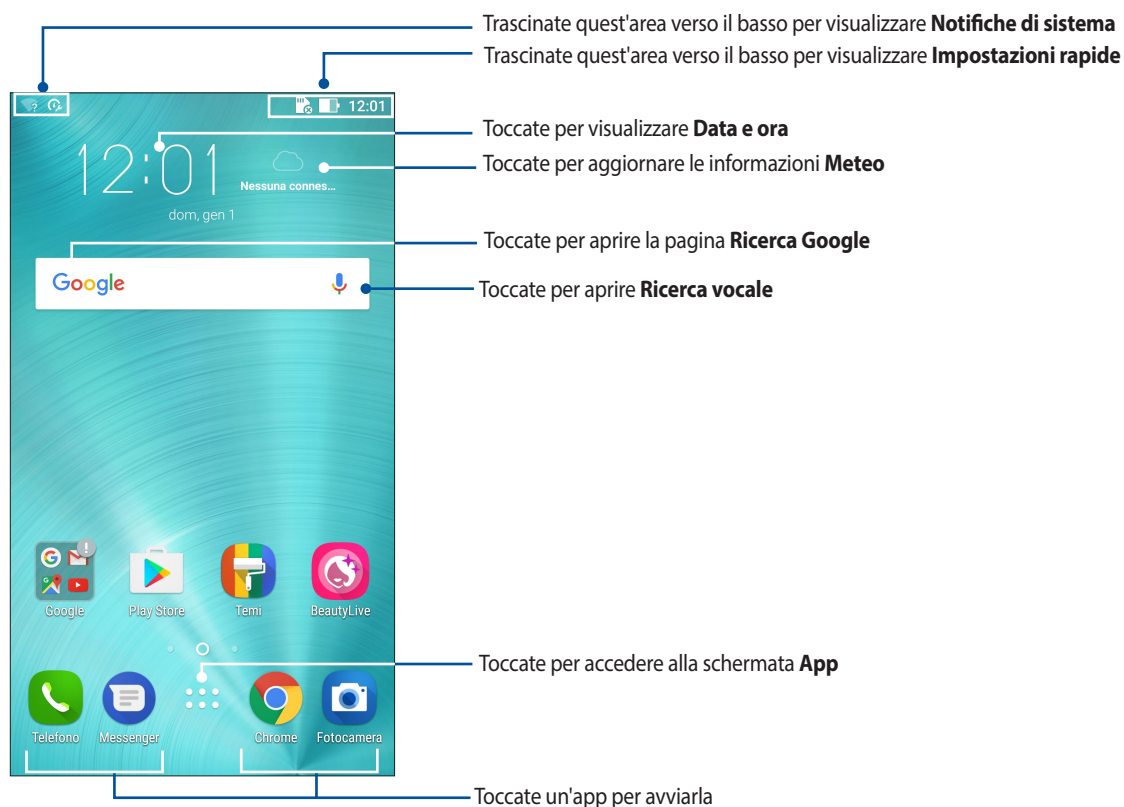 Trascinate quest'area verso il basso per visualizzare Notifiche di sistema
Trascinate quest'area verso il basso per visualizzare Impostazioni rapide
12:01
Toccate per visualizzare Data e ora
12:01
Toccate per aggiornare le informazioni Meteo
Nessuna connes...
dom, gen 1
Toccate per aprire la pagina Ricerca Google
Google
Toccate per aprire Ricerca vocale
Google
Play Store
Temi
BeautyLive
Toccate per accedere alla schermata App
Telefono
Messenger
Chrome
Fotocamera
Toccate un'app per avviarla